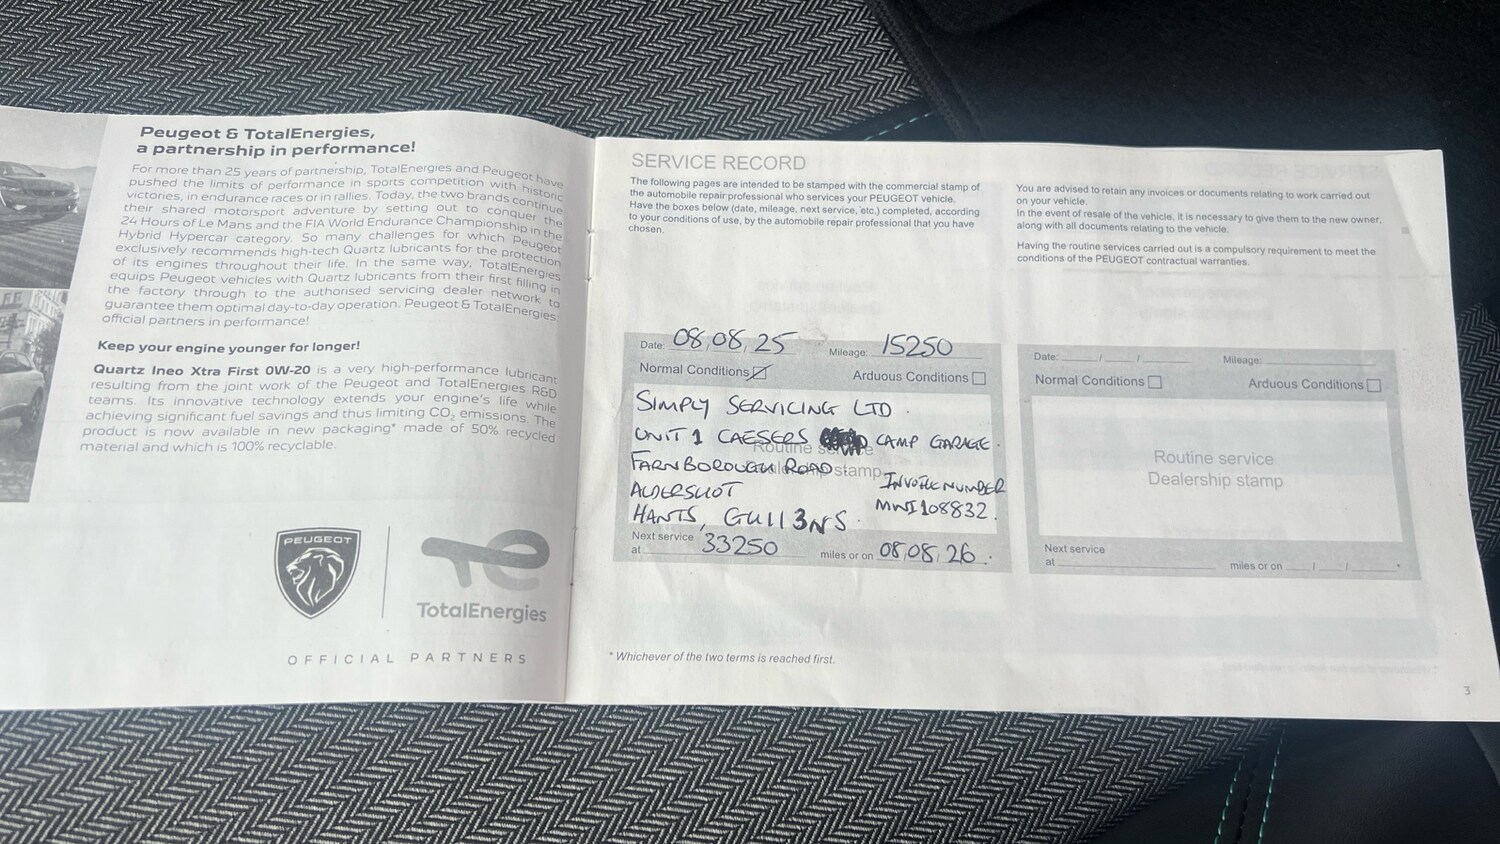 Peugeot & TotalEnergies,
a partnership in performance!
For more than 25 years of partnership, TotalEnergies and Peugeot have
pushed the limits of performance in sports competition with historic
victories, in endurance races or in rallies. Today, the two brands continue
their shared motorsport adventure by setting out to conquer the
24 Hours of Le Mans and the FIA World Endurance Championship in the
Hybrid Hypercar category. So many challenges for which Peugeot
exclusively recommends high-tech Quartz lubricants for the protection
of its engines throughout their life. In the same way, TotalEnergies
equips Peugeot vehicles with Quartz lubricants from their first filling in
the factory through to the authorised servicing dealer network to
guarantee them optimal day-to-day operation. Peugeot & TotalEnergies:
official partners in performance!
Keep your engine younger for longer!
Quartz Ineo Xtra First 0W-20 is a very high-performance lubricant
resulting from the joint work of the Peugeot and TotalEnergies R&D
teams. Its innovative technology extends your engine's life while
achieving significant fuel savings and thus limiting CO2 emissions. The
product is now available in new packaging* made of 50% recycled
material and which is 100% recyclable.
PEUGEOT
TotalEnergies
OFFICIAL PARTNERS
SERVICE RECORD
The following pages are intended to be stamped with the commercial stamp of
the automobile repair professional who services your PEUGEOT vehicle.
Have the boxes below (date, mileage, next service, etc.) completed, according
to your conditions of use, by the automobile repair professional that you have
chosen.
You are advised to retain any invoices or documents relating to work carried out
on your vehicle.
In the event of resale of the vehicle, it is necessary to give them to the new owner,
along with all documents relating to the vehicle.
Having the routine services carried out is a compulsory requirement to meet the
conditions of the PEUGEOT contractual warranties.
Date: 08/08/25 Mileage: 15250
Normal Conditions Arduous Conditions
SIMPLY SERVICING LTD.
UNIT 1 CAESERS CAMP GARAGE.
FARNBOROUGH ROAD
ALDERSHOT
HANTS, GU11 3NS.
INVOICE NUMBER
MWI108832.
Next service
at 33250 miles or on 08/08/26.
* Whichever of the two terms is reached first.
Date: / / Mileage:
Normal Conditions Arduous Conditions
Routine service
Dealership stamp
Next service
at miles or on / / *
3